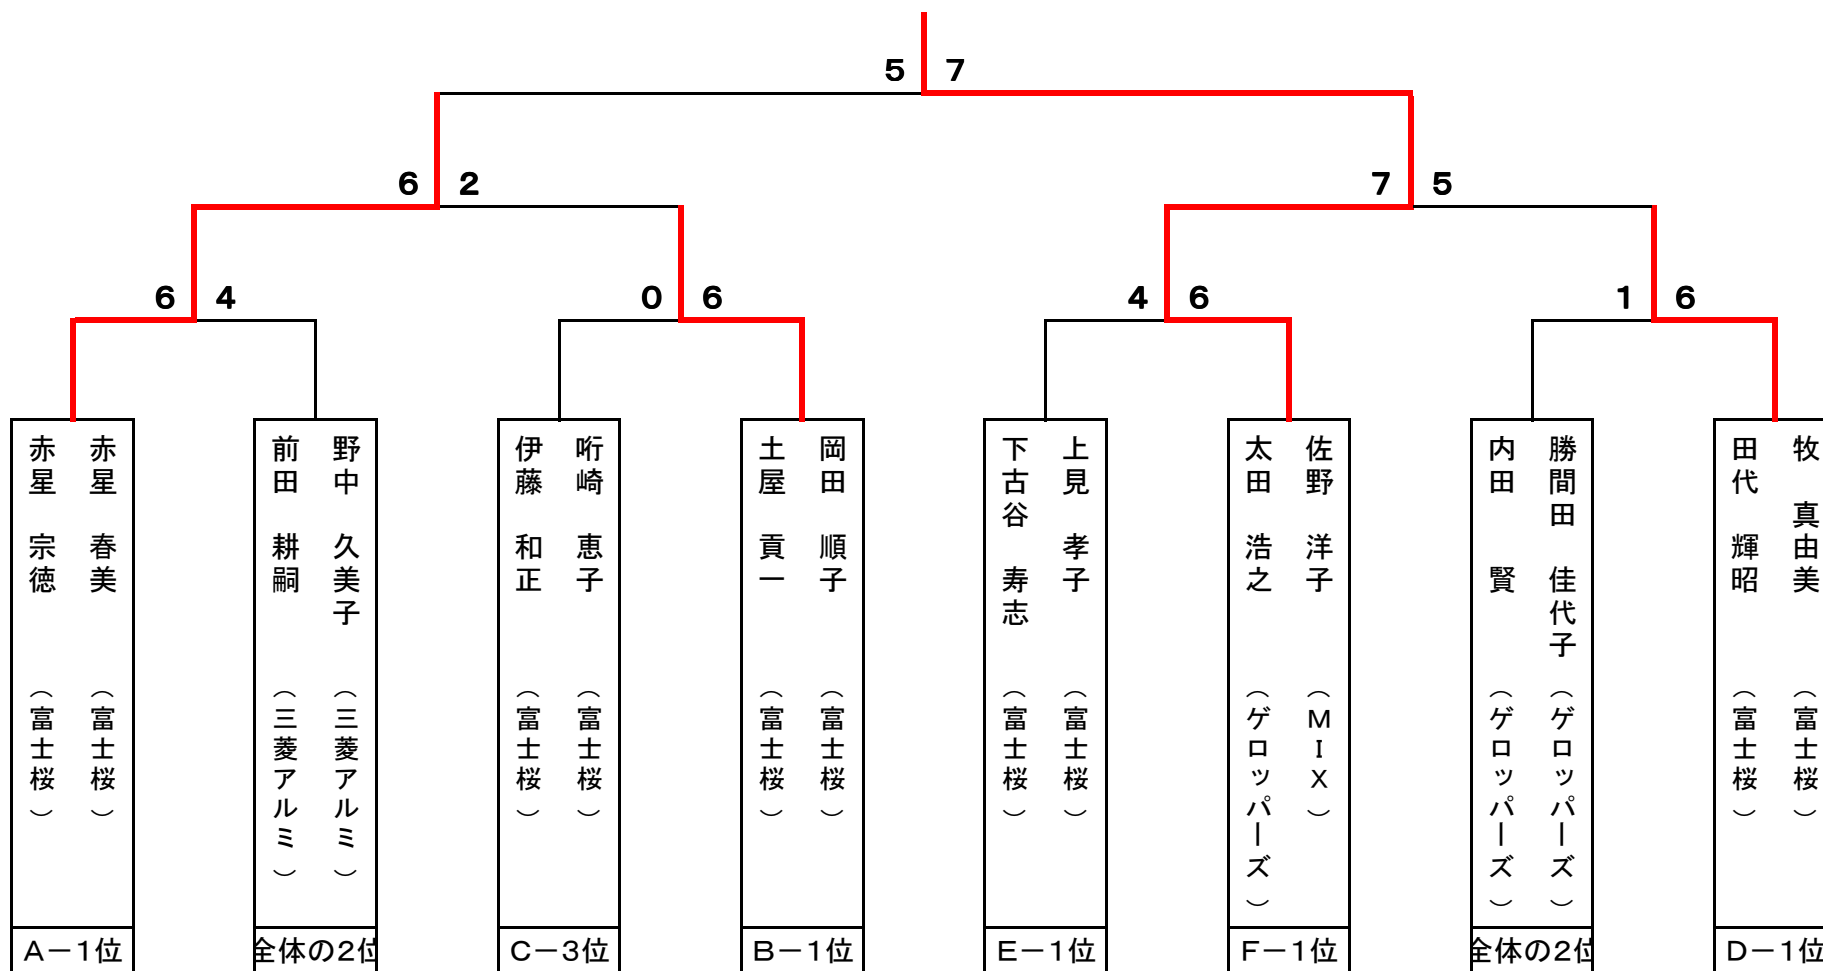 5 7
6 2
7 5
6 4
0 6
4 6
1 6
赤星 宗徳 （富士桜）
赤星 春美 （富士桜）
前田 耕嗣 （三菱アルミ）
野中 久美子 （三菱アルミ）
伊藤 和正 （富士桜）
哘崎 恵子 （富士桜）
土屋 貢一 （富士桜）
岡田 順子 （富士桜）
下古谷 寿志 （富士桜）
上見 孝子 （富士桜）
太田 浩之 （ゲロッパーズ）
佐野 洋子 （ＭＩＸ）
内田 賢 （ゲロッパーズ）
勝間田 佳代子 （ゲロッパーズ）
田代 輝昭 （富士桜）
牧 真由美 （富士桜）
Ａ－1位
全体の2位
Ｃ－3位
Ｂ－1位
Ｅ－1位
Ｆ－1位
全体の2位
Ｄ－1位